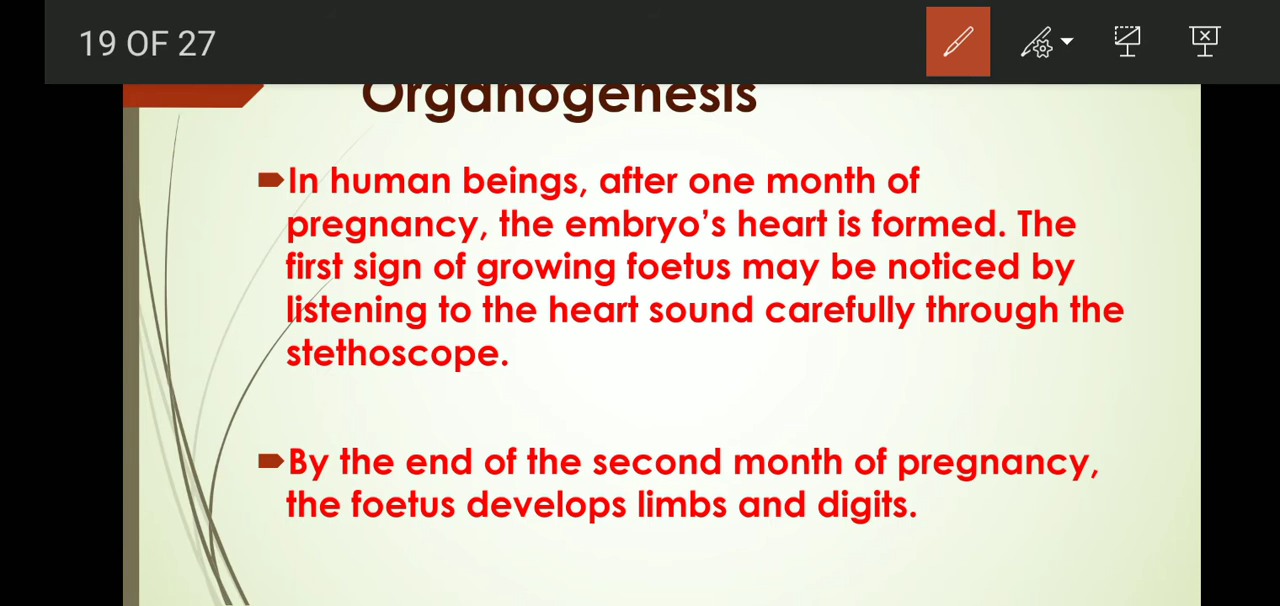 19 OF 27
Organogenesis
In human beings, after one month of
pregnancy, the embryo’s heart is formed. The
first sign of growing foetus may be noticed by
listening to the heart sound carefully through the
stethoscope.
By the end of the second month of pregnancy,
the foetus develops limbs and digits.